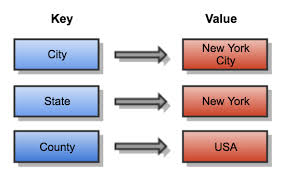 Key Value
City New York
City
State New York
County USA